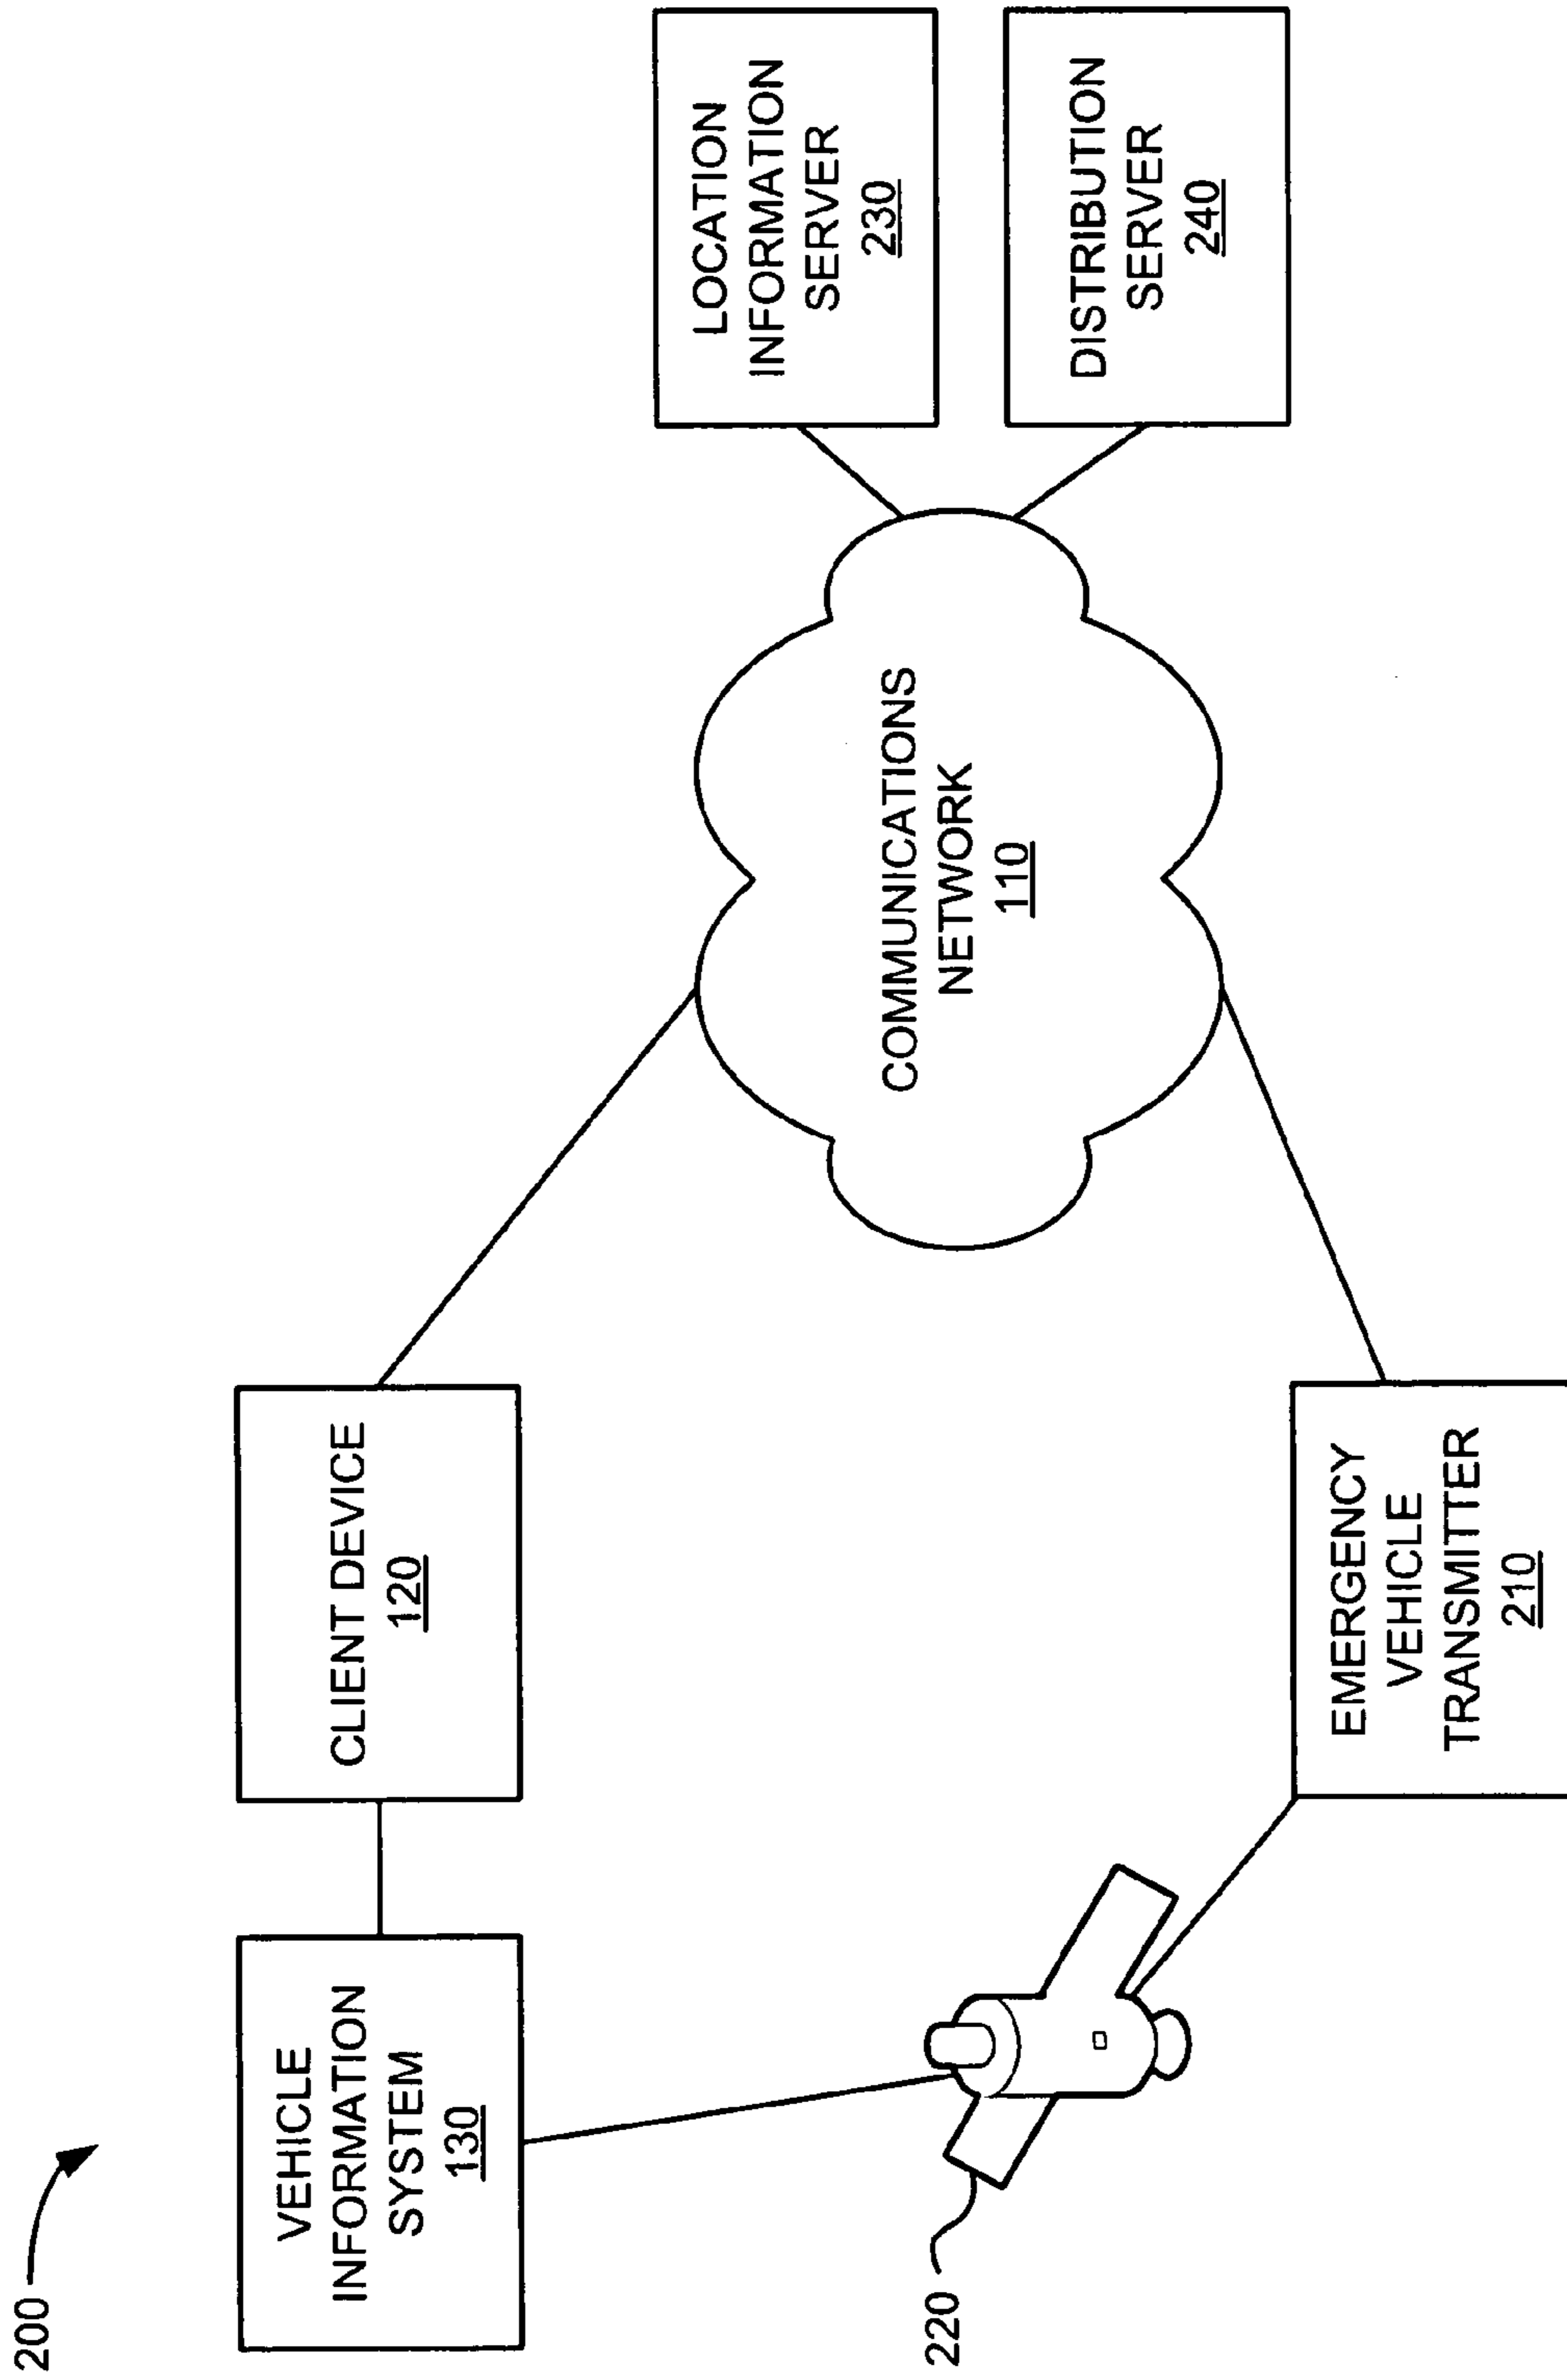 200
VEHICLE
INFORMATION
SYSTEM
130
CLIENT DEVICE
120
LOCATION
INFORMATION
SERVER
230
DISTRIBUTION
SERVER
240
COMMUNICATIONS
NETWORK
110
220
EMERGENCY
VEHICLE
TRANSMITTER
210